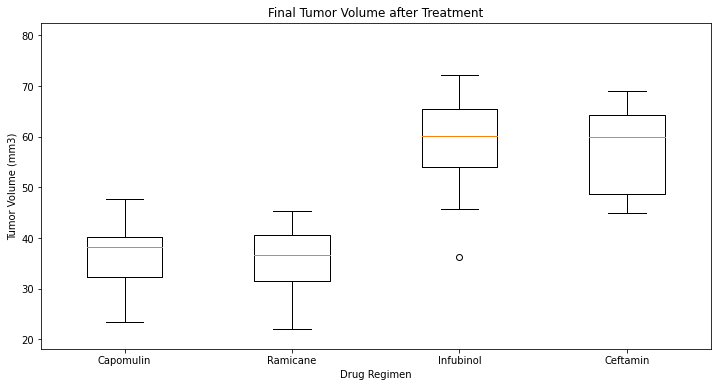 Final Tumor Volume after Treatment
80
70
60
50
40
30
20
Tumor Volume (mm3)
Capomulin Ramicane Infubinol Ceftamin
Drug Regimen